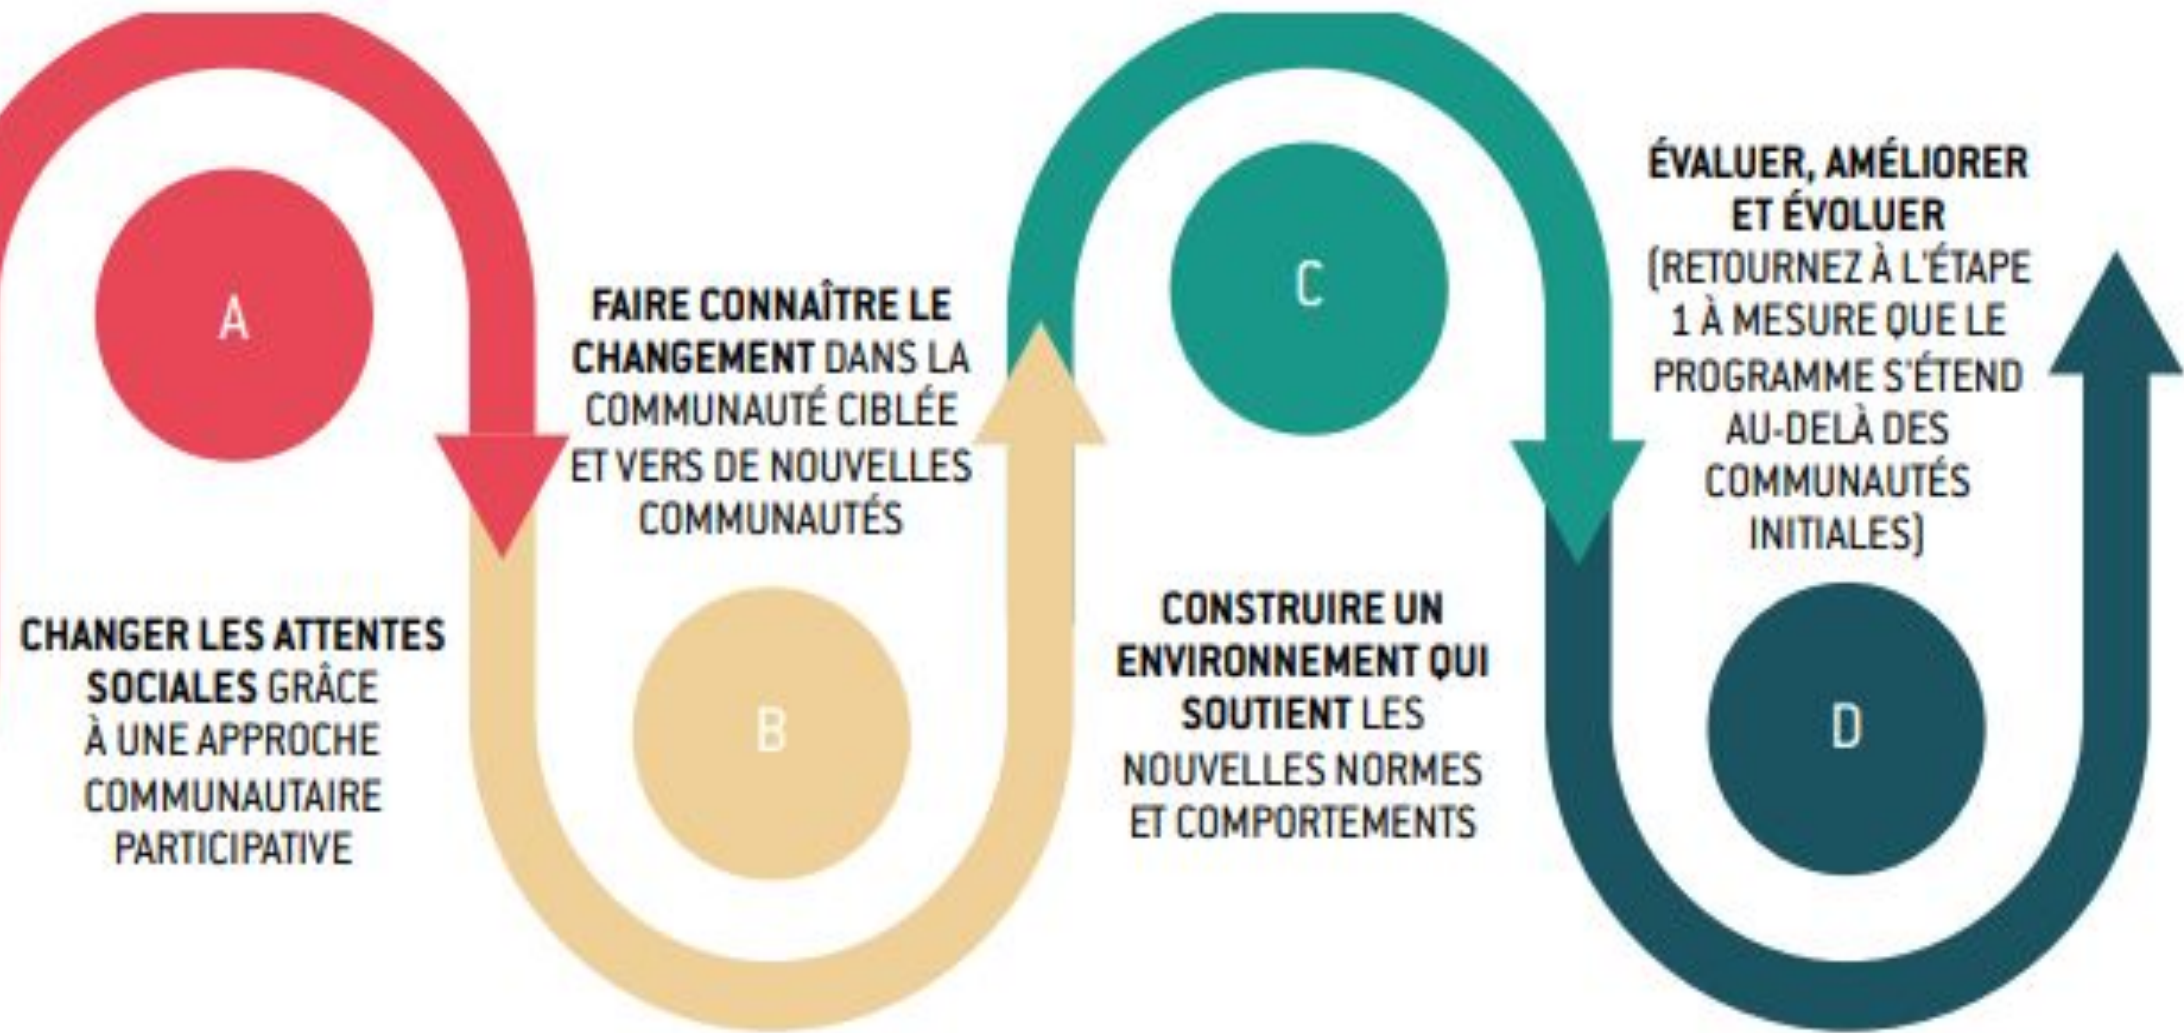 A
CHANGER LES ATTENTES
SOCIALES GRÂCE
À UNE APPROCHE
COMMUNAUTAIRE
PARTICIPATIVE
FAIRE CONNAÎTRE LE
CHANGEMENT DANS LA
COMMUNAUTÉ CIBLÉE
ET VERS DE NOUVELLES
COMMUNAUTÉS
B
C
CONSTRUIRE UN
ENVIRONNEMENT QUI
SOUTIENT LES
NOUVELLES NORMES
ET COMPORTEMENTS
ÉVALUER, AMÉLIORER
ET ÉVOLUER
(RETOURNEZ À L'ÉTAPE
1 À MESURE QUE LE
PROGRAMME S'ÉTEND
AU-DELÀ DES
COMMUNAUTÉS
INITIALES)
D